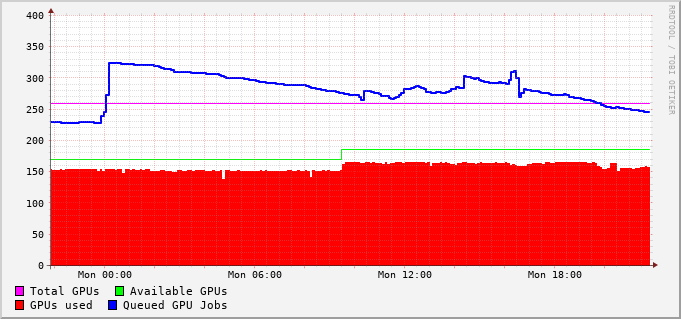 400
350
300
250
200
150
100
50
0
Mon 00:00 Mon 06:00 Mon 12:00 Mon 18:00
Total GPUs Available GPUs
GPUs used Queued GPU Jobs
RRDTOOL / TOBI OETIKER